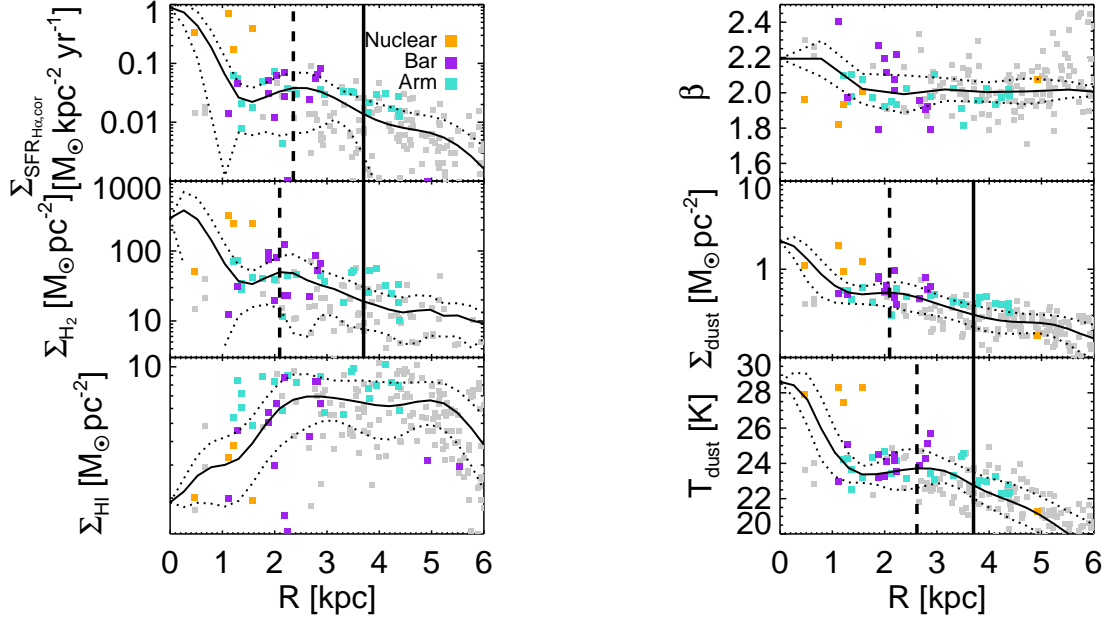 1
0.1
0.01
Σ_SFR_Hα,cor
[M⊙ kpc⁻² yr⁻¹]
Nuclear
Bar
Arm
1000
100
10
Σ_H₂ [M⊙ pc⁻²]
10
Σ_HI [M⊙ pc⁻²]
0 1 2 3 4 5 6
R [kpc]
2.4
2.2
2.0
1.8
1.6
β
10
1
Σ_dust [M⊙ pc⁻²]
30
28
26
24
22
20
T_dust [K]
0 1 2 3 4 5 6
R [kpc]